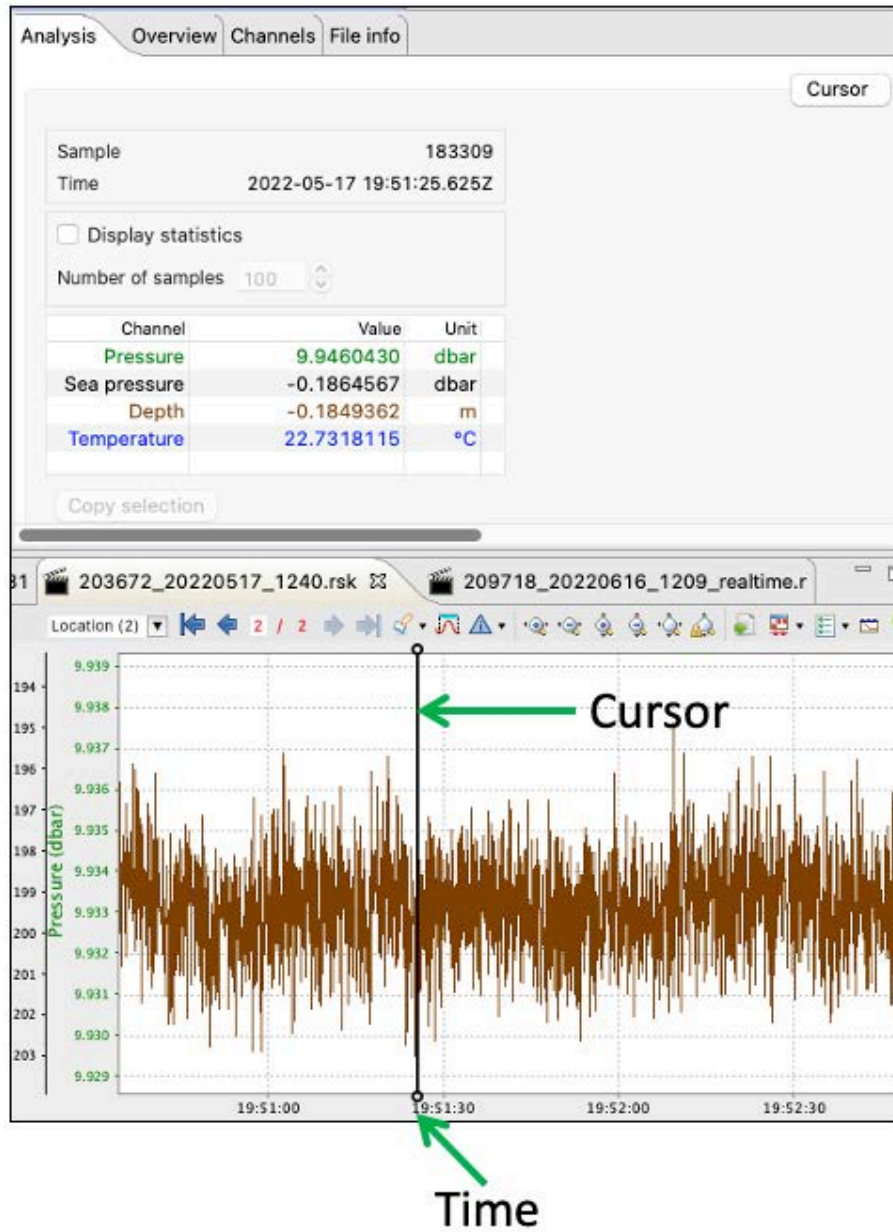 Analysis Overview Channels File info
Cursor
Sample 183309
Time 2022-05-17 19:51:25.625Z
Display statistics
Number of samples 100
Channel Value Unit
Pressure 9.9460430 dbar
Sea pressure -0.1864567 dbar
Depth -0.1849362 m
Temperature 22.7318115 °C
Copy selection
31 203672_20220517_1240.rsk 209718_20220616_1209_realtime.r
Location (2) 2 / 2
9.939
194
9.938
Cursor
195
9.937
196
9.936
197
9.935
198
9.934
199
9.933
200
9.932
201
9.931
202
9.930
203
9.929
Pressure (dbar)
19:51:00 19:51:30 19:52:00 19:52:30
Time